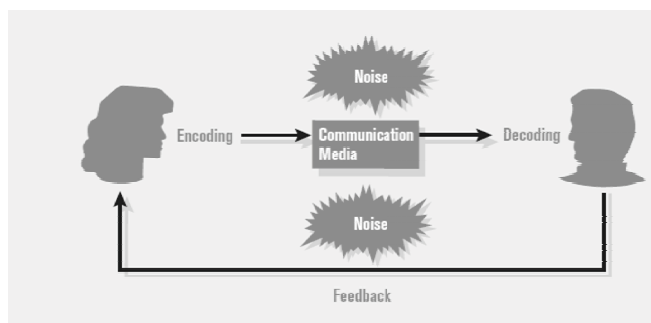 Noise
Encoding
Communication
Media
Decoding
Noise
Feedback